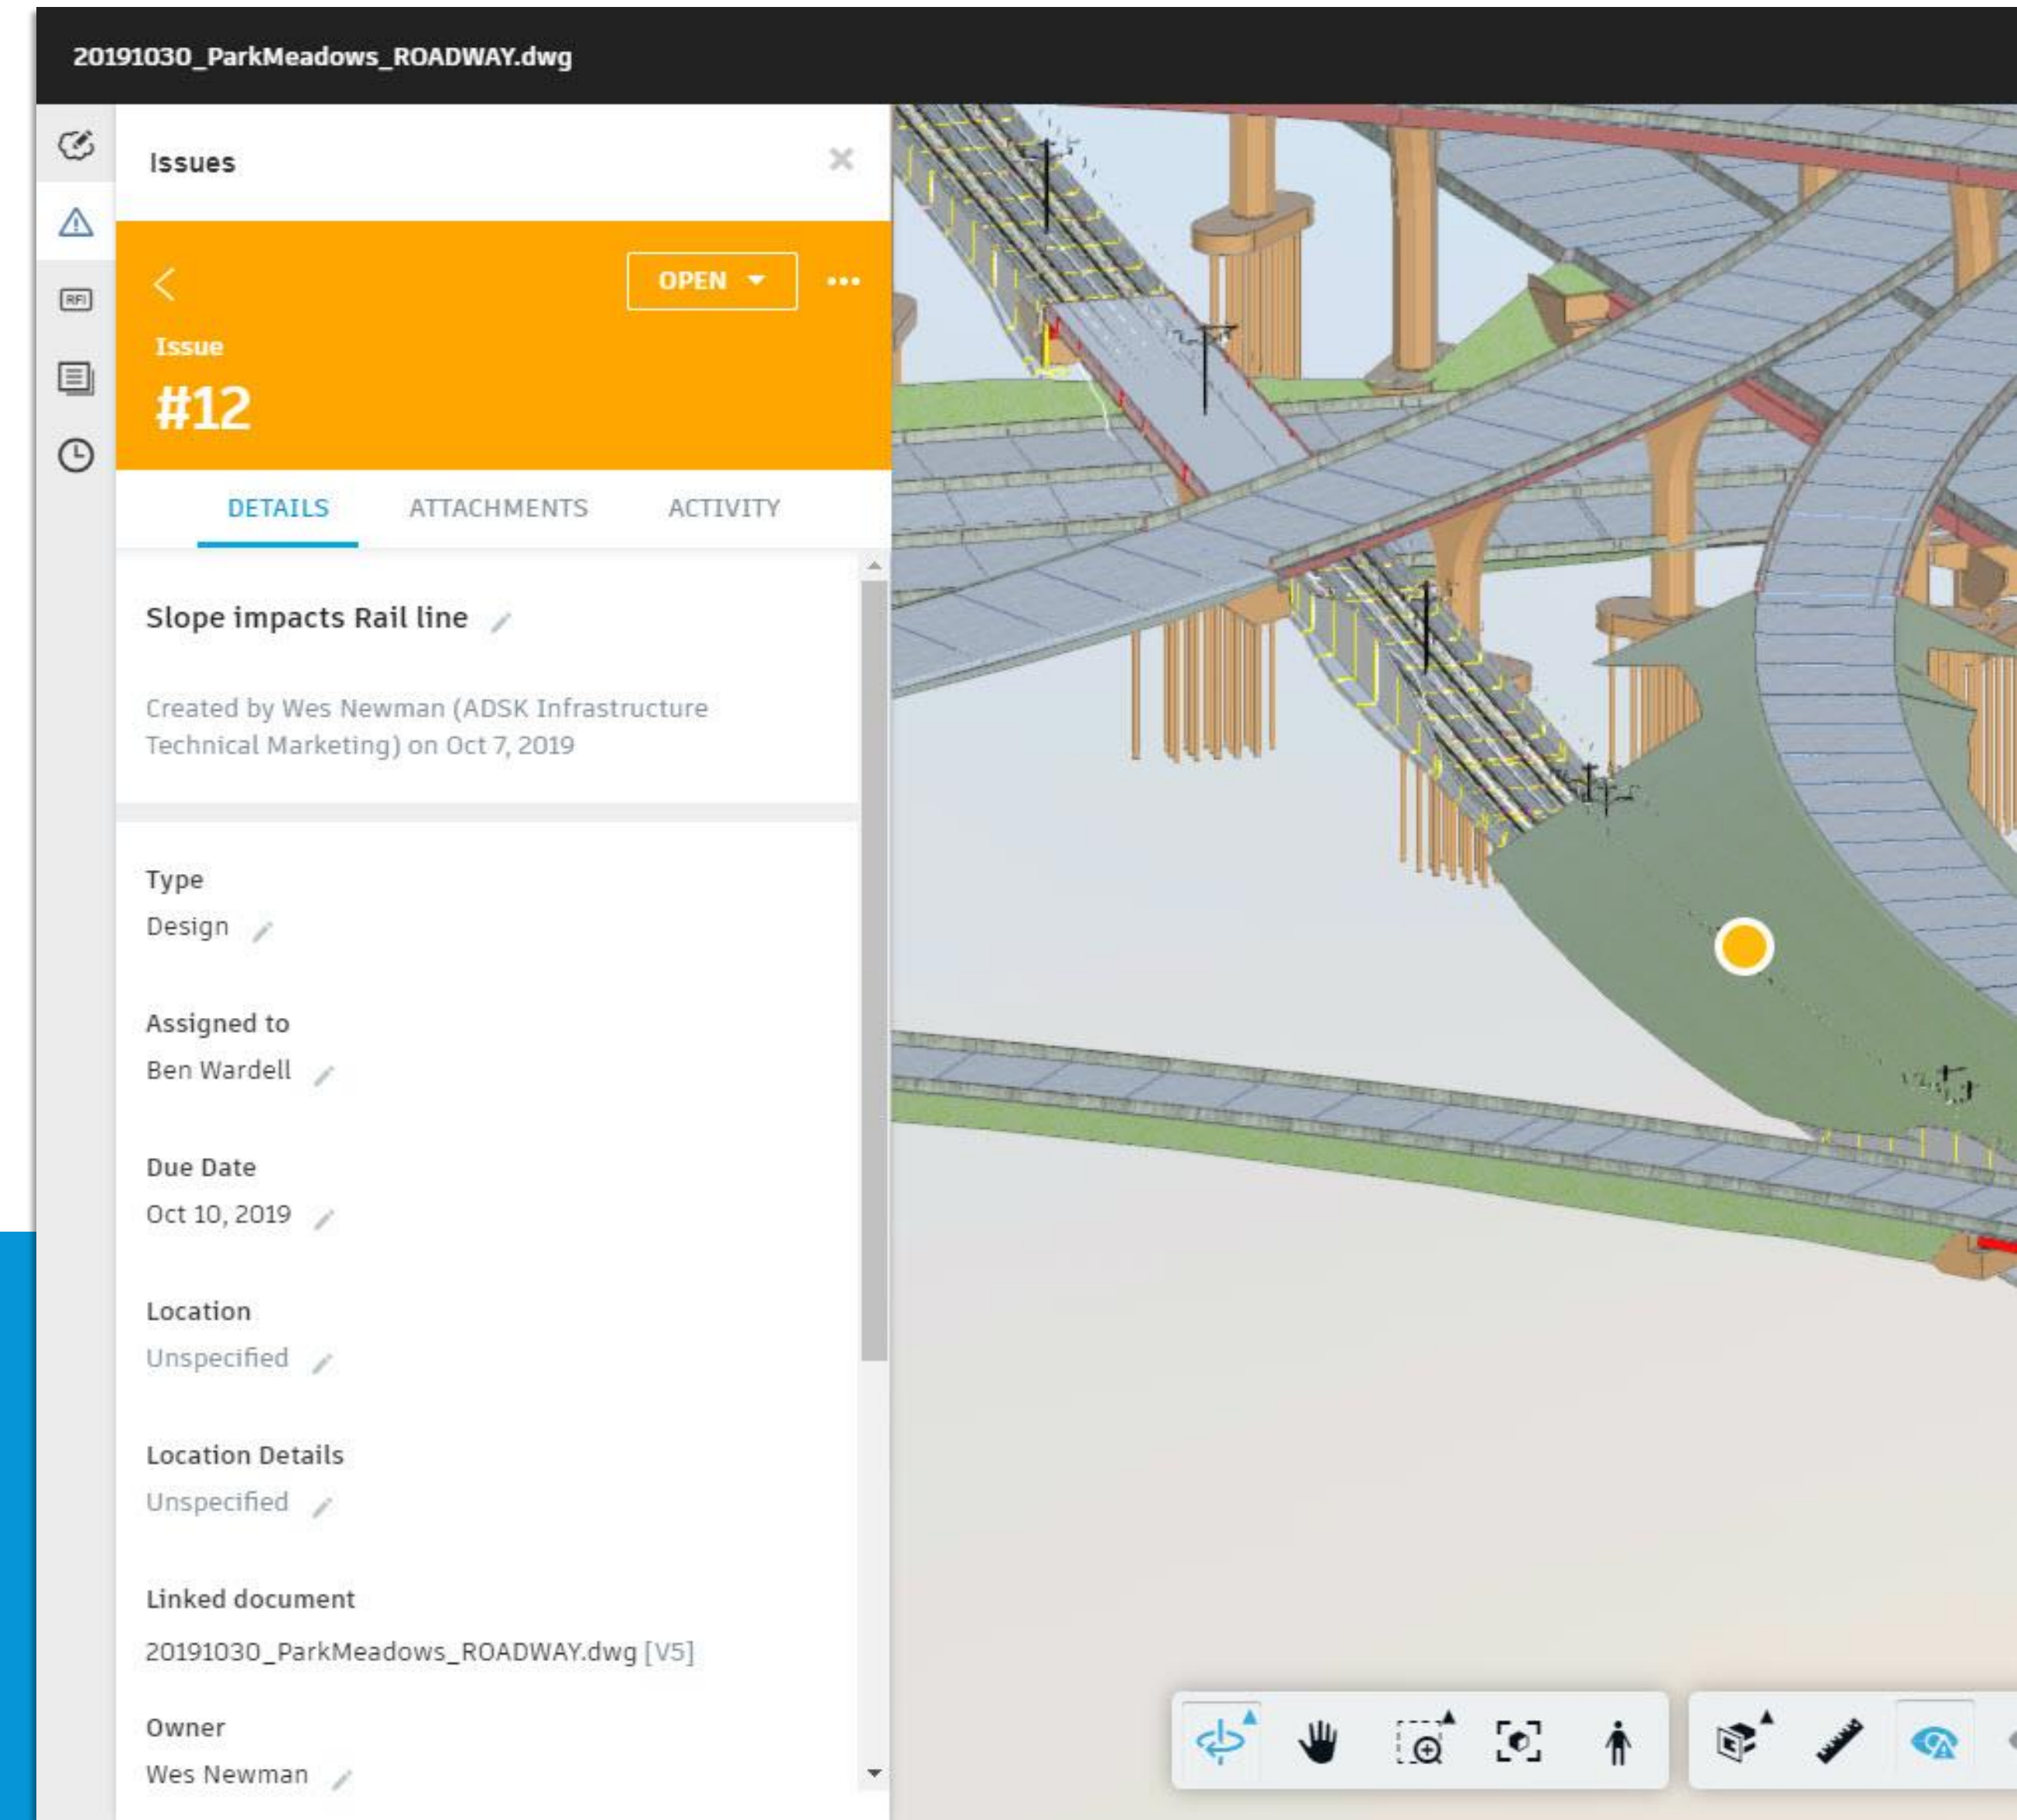 20191030_ParkMeadows_ROADWAY.dwg
Issues
OPEN
Issue
#12
RFI
DETAILS ATTACHMENTS ACTIVITY
Slope impacts Rail line
Created by Wes Newman (ADSK Infrastructure
Technical Marketing) on Oct 7, 2019
Type
Design
Assigned to
Ben Wardell
Due Date
Oct 10, 2019
Location
Unspecified
Location Details
Unspecified
Linked document
20191030_ParkMeadows_ROADWAY.dwg [V5]
Owner
Wes Newman